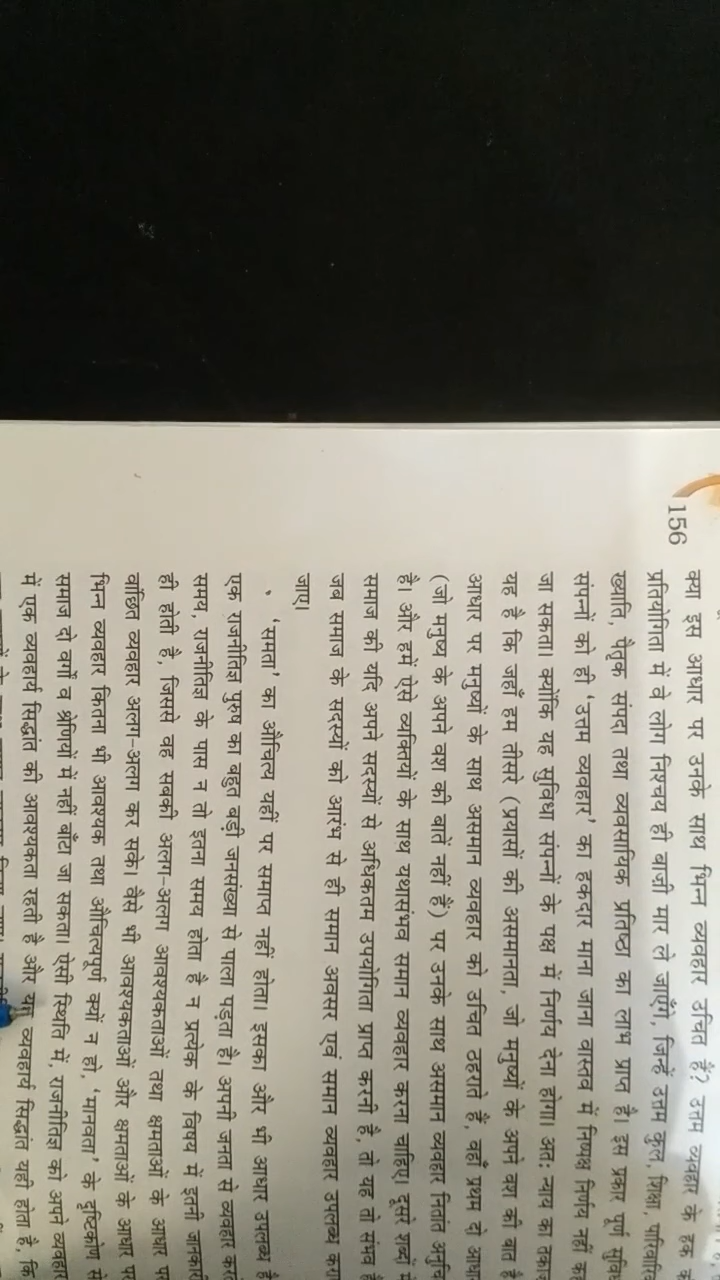 156
क्या इस आधार पर उनके साथ भिन्न व्यवहार उचित है? उत्तम व्यवहार के हक की
प्रतियोगिता में वे लोग निश्चय ही बाजी मार ले जाएँगे, जिन्हें उत्तम कुल, शिक्षा, पारिवारि
ख्याति, पैतृक संपदा तथा व्यवसायिक प्रतिष्ठा का लाभ प्राप्त है। इस प्रकार पूर्ण सुवि
संपन्नों को ही ‘उत्तम व्यवहार’ का हकदार माना जाना वास्तव में निष्पक्ष निर्णय नहीं क
जा सकता। क्योंकि यह सुविधा संपन्नों के पक्ष में निर्णय देना होगा। अतः न्याय का तका
यह है कि जहाँ हम तीसरे (प्रयासों की असमानता, जो मनुष्यों के अपने वश की बात है
आधार पर मनुष्यों के साथ असमान व्यवहार को उचित ठहराते हैं, वहाँ प्रथम दो आधा
(जो मनुष्य के अपने वश की बातें नहीं हैं) पर उनके साथ असमान व्यवहार नितांत अनुचि
है। और हमें ऐसे व्यक्तियों के साथ यथासंभव समान व्यवहार करना चाहिए। दूसरे शब्दों में
समाज को यदि अपने सदस्यों से अधिकतम उपयोगिता प्राप्त करनी है, तो यह तो संभव है
जब समाज के सदस्यों को आरंभ से ही समान अवसर एवं समान व्यवहार उपलब्ध करा
जाए।
• ‘समता’ का औचित्य यहीं पर समाप्त नहीं होता। इसका और भी आधार उपलब्ध है
एक राजनीतिज्ञ पुरुष का बहुत बड़ी जनसंख्या से पाला पड़ता है। अपनी जनता से व्यवहार कर
समय, राजनीतिज्ञ के पास न तो इतना समय होता है न प्रत्येक के विषय में इतनी जानकारी
ही होती है, जिससे वह सबकी अलग-अलग आवश्यकताओं तथा क्षमताओं के आधार प
वांछित व्यवहार अलग-अलग कर सके। वैसे भी आवश्यकताओं और क्षमताओं के आधार पर
भिन्न व्यवहार कितना भी आवश्यक तथा औचित्यपूर्ण क्यों न हो, ‘मानवता’ के दृष्टिकोण से
समाज दो वर्गों व श्रेणियों में नहीं बाँटा जा सकता। ऐसी स्थिति में, राजनीतिज्ञ को अपने व्यवहार
में एक व्यवहार्य सिद्धांत की आवश्यकता रहती है और यह व्यवहार्य सिद्धांत यही होता है, कि